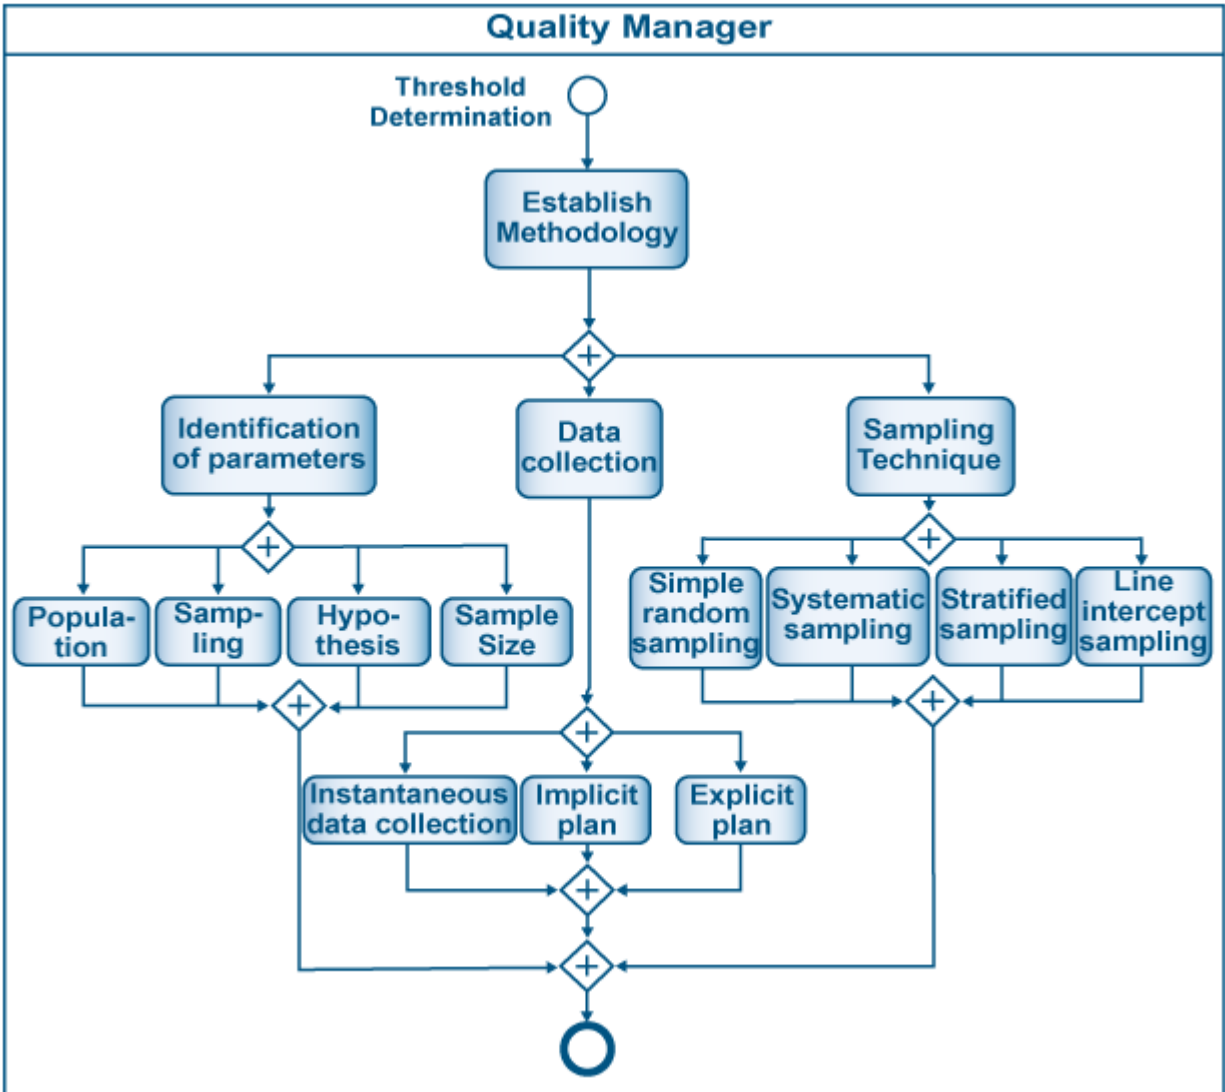 Quality Manager
Threshold
Determination
Establish
Methodology
Identification
of parameters
Data
collection
Sampling
Technique
Popula-
tion
Samp-
ling
Hypo-
thesis
Sample
Size
Simple
random
sampling
Systematic
sampling
Stratified
sampling
Line
intercept
sampling
Instantaneous
data collection
Implicit
plan
Explicit
plan